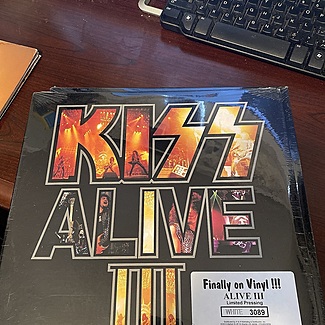 KISS
ALIVE
III
Finally on Vinyl !!!
ALIVE III
Limited Pressing
WHITE 3089